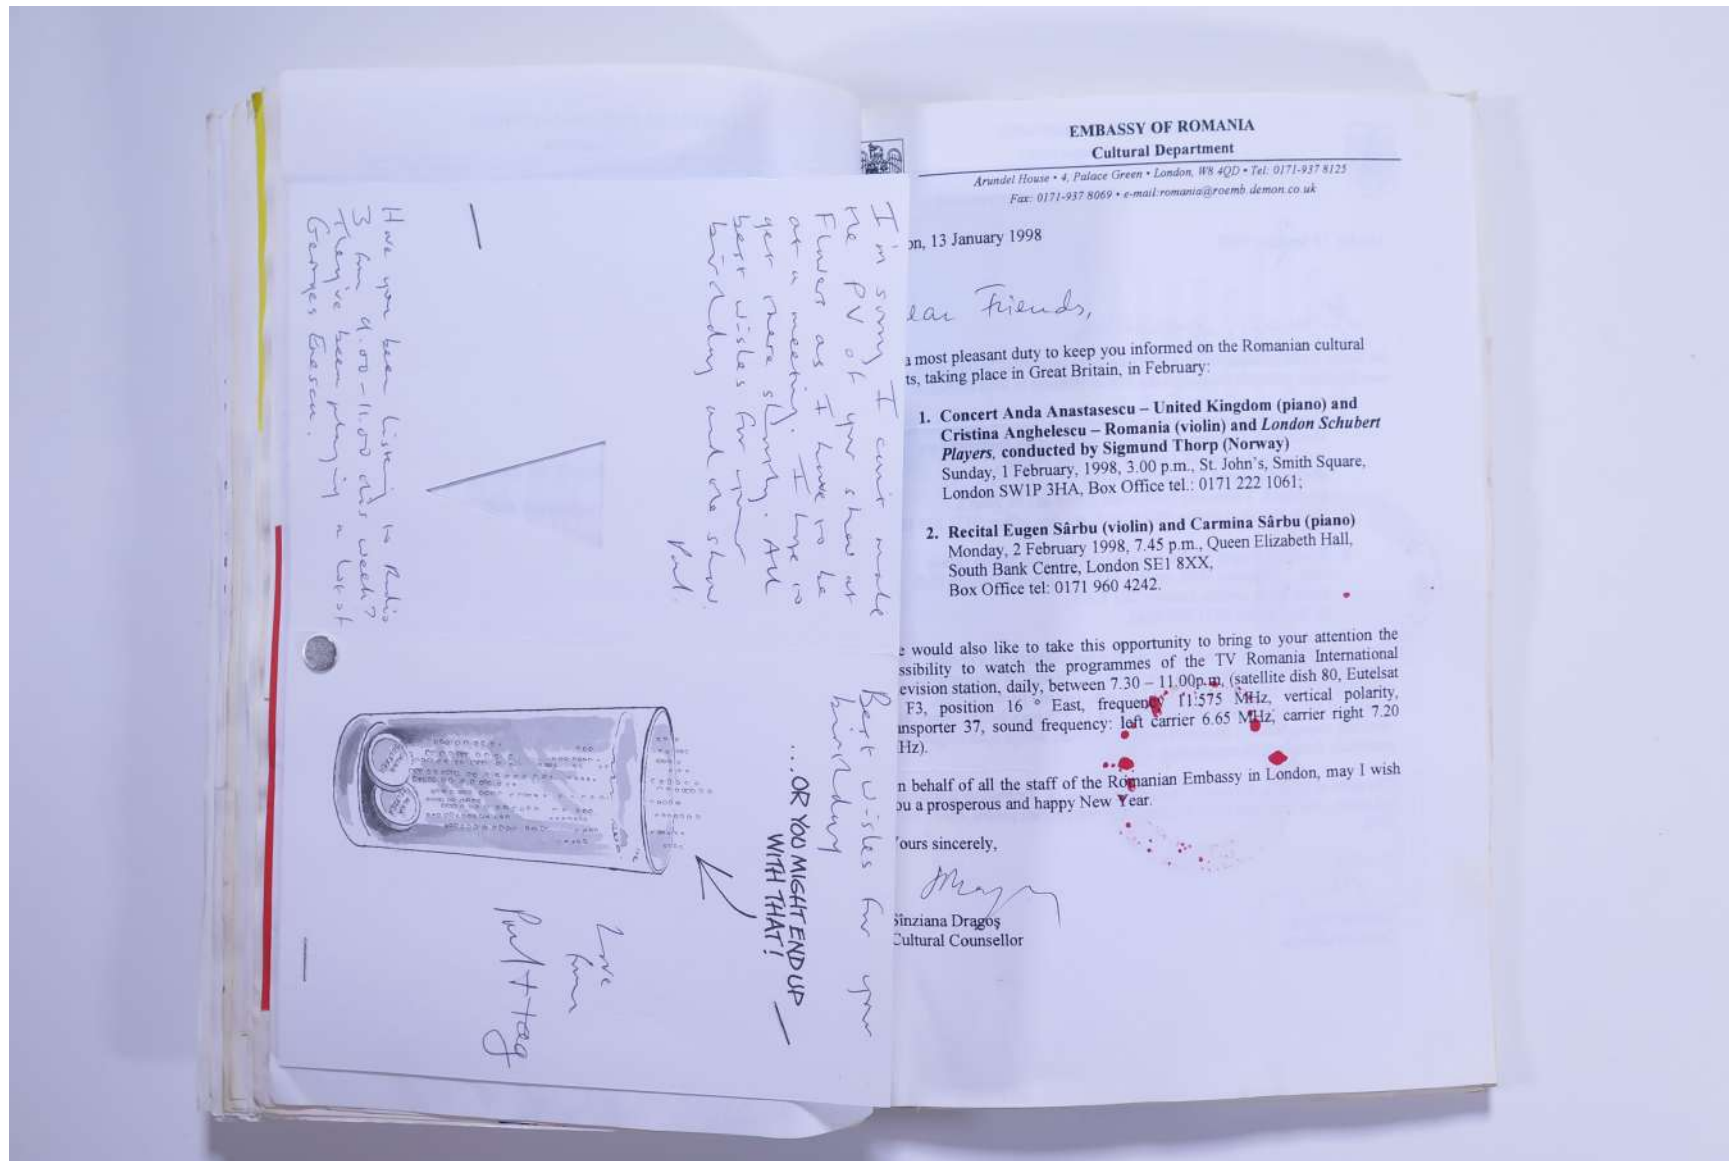 I'm sorry I can't make
the PV of your show at
Flowers as I have to be
at a meeting. I hope to
get there shortly. All
best wishes for your
birthday and the show.
Paul.
Have you been listening to Radio
3 from 9.00-11.00 this week?
They've been playing a lot of
Georges Enescu.
Best wishes for your
birthday
...OR YOU MIGHT END UP
WITH THAT!
Love
from
Paul +
EMBASSY OF ROMANIA
Cultural Department
Arundel House • 4, Palace Green • London, W8 4QD • Tel: 0171-937 8125
Fax: 0171-937 8069 • e-mail:romania@roemb.demon.co.uk
on, 13 January 1998
ear Friends,
a most pleasant duty to keep you informed on the Romanian cultural
ts, taking place in Great Britain, in February:
1. Concert Anda Anastasescu – United Kingdom (piano) and
Cristina Anghelescu – Romania (violin) and London Schubert
Players, conducted by Sigmund Thorp (Norway)
Sunday, 1 February, 1998, 3.00 p.m., St. John's, Smith Square,
London SW1P 3HA, Box Office tel.: 0171 222 1061;
2. Recital Eugen Sârbu (violin) and Carmina Sârbu (piano)
Monday, 2 February 1998, 7.45 p.m., Queen Elizabeth Hall,
South Bank Centre, London SE1 8XX,
Box Office tel: 0171 960 4242.
e would also like to take this opportunity to bring to your attention the
ssibility to watch the programmes of the TV Romania International
evision station, daily, between 7.30 – 11.00p.m. (satellite dish 80, Eutelsat
F3, position 16 ° East, frequency 11.575 MHz, vertical polarity,
ansporter 37, sound frequency: left carrier 6.65 MHz, carrier right 7.20
Hz).
n behalf of all the staff of the Romanian Embassy in London, may I wish
ou a prosperous and happy New Year.
ours sincerely,
Sînziana Dragoş
Cultural Counsellor